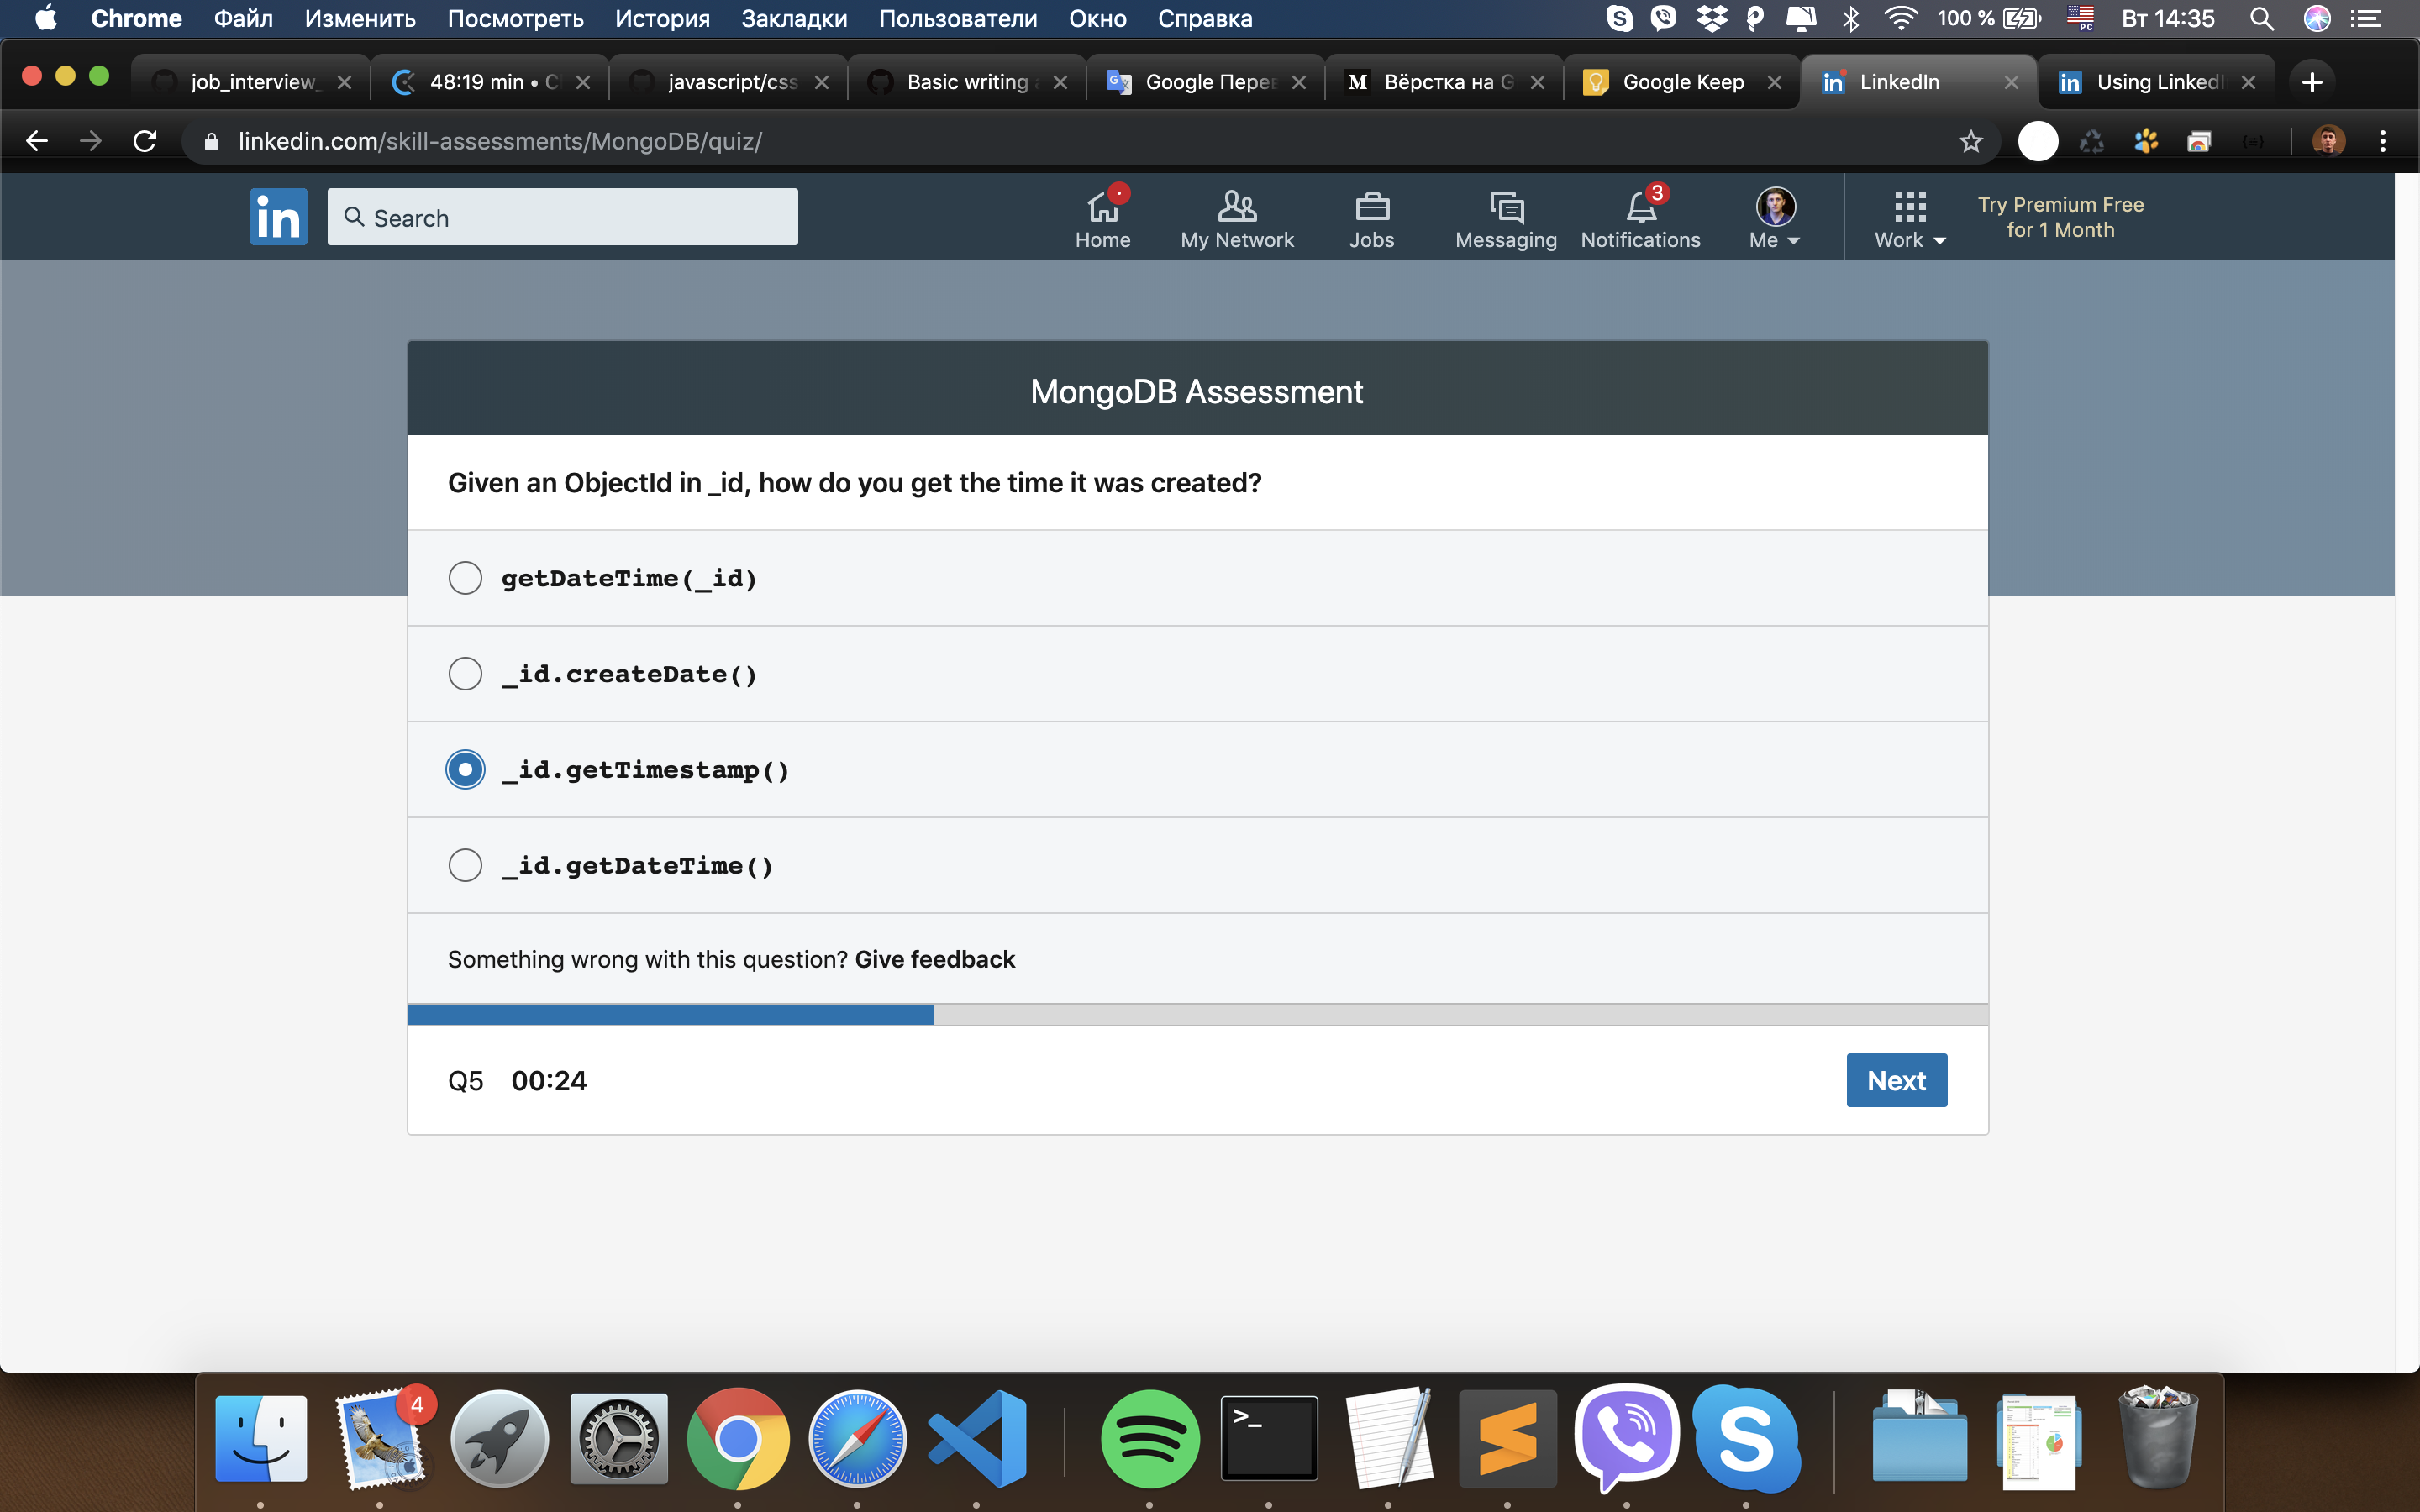 Chrome Файл Изменить Посмотреть История Закладки Пользователи Окно Справка 100 % PC Вт 14:35
job_interview_ 48:19 min • javascript/css Basic writing Google Пере M Вёрстка на Google Keep in LinkedIn in Using Linked
linkedin.com/skill-assessments/MongoDB/quiz/
in Search Home My Network Jobs Messaging 3 Notifications Me Work Try Premium Free
for 1 Month
MongoDB Assessment
Given an ObjectId in _id, how do you get the time it was created?
getDateTime(_id)
_id.createDate()
_id.getTimestamp()
_id.getDateTime()
Something wrong with this question? Give feedback
Q5 00:24 Next
4 >_ S